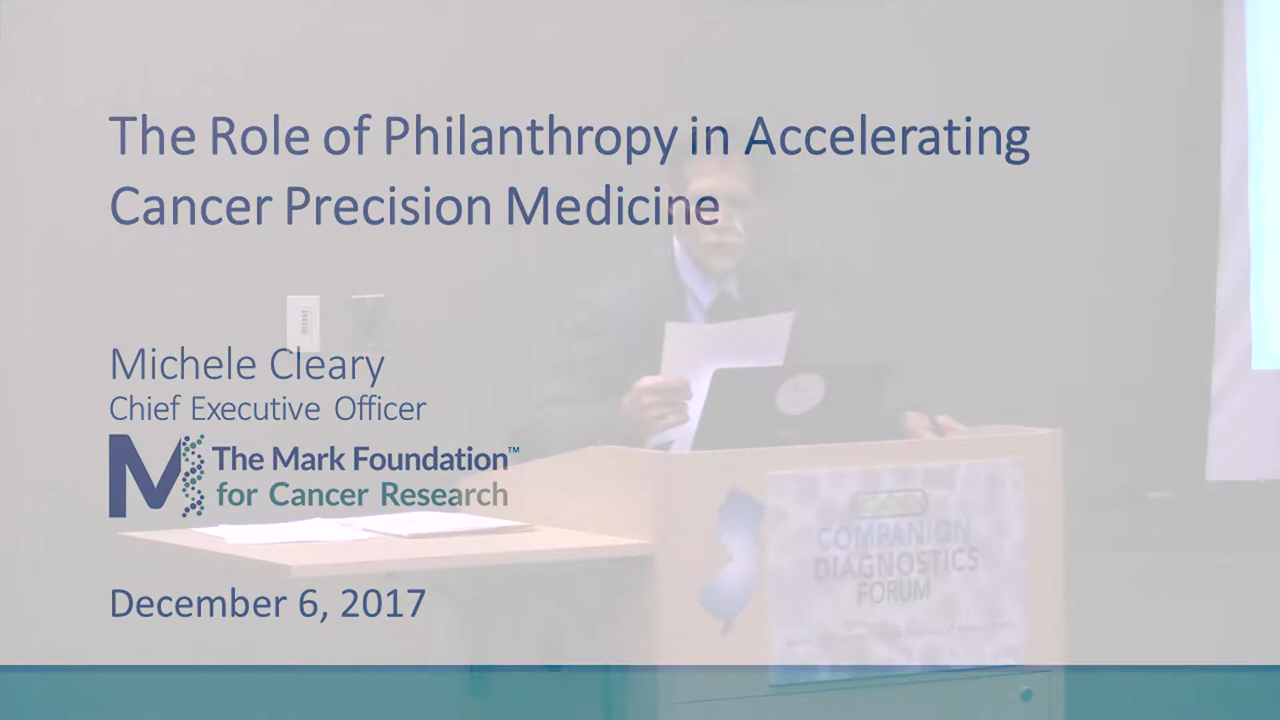 The Role of Philanthropy in Accelerating
Cancer Precision Medicine
Michele Cleary
Chief Executive Officer
The Mark Foundation™
for Cancer Research
December 6, 2017
COMPANION
DIAGNOSTICS
FORUM